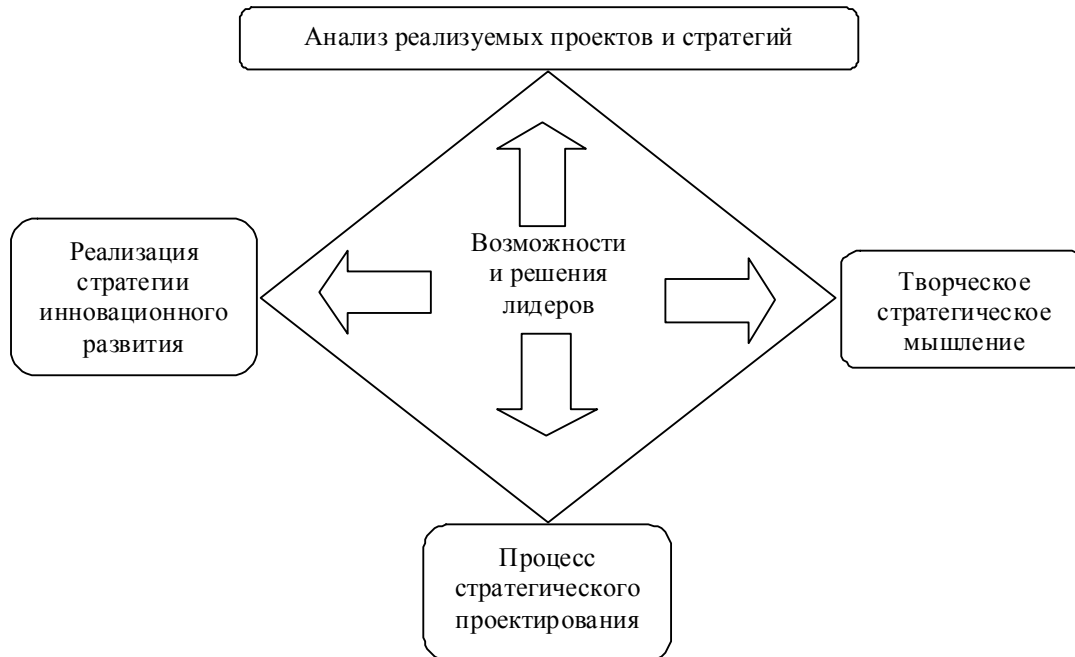 Анализ реализуемых проектов и стратегий
Реализация
стратегии
инновационного
развития
Возможности
и решения
лидеров
Творческое
стратегическое
мышление
Процесс
стратегического
проектирования